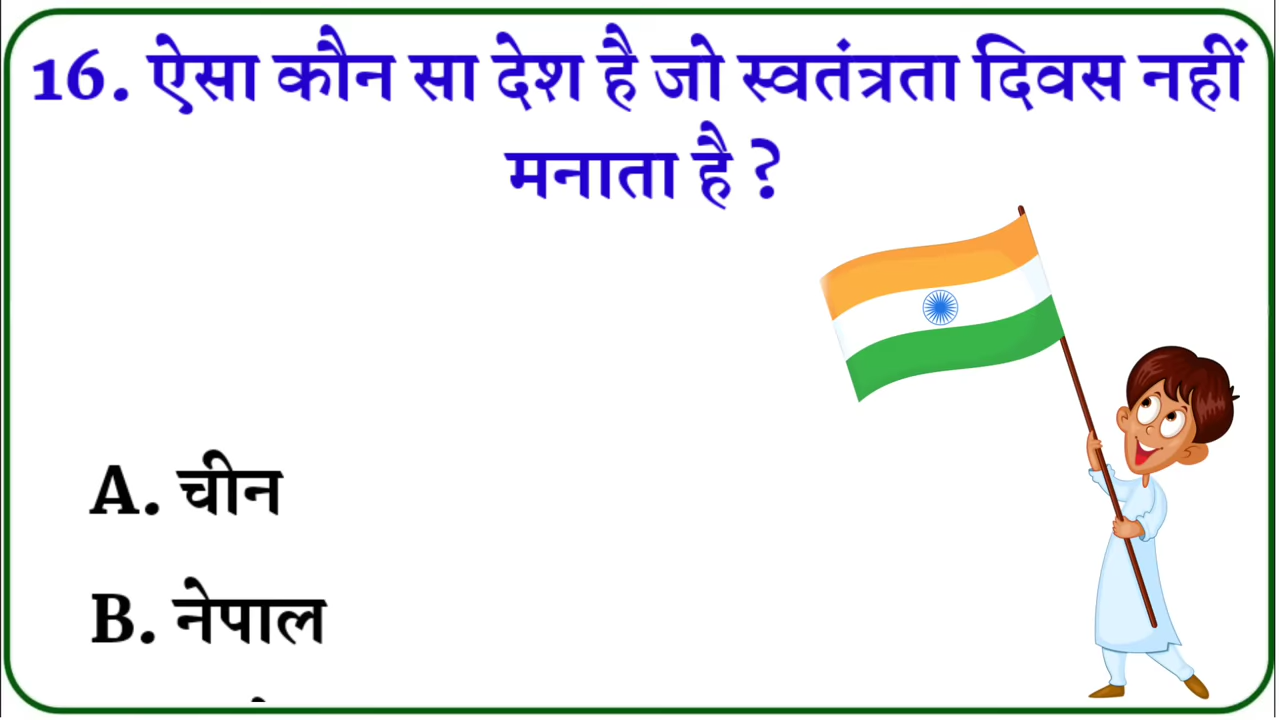 16. ऐसा कौन सा देश है जो स्वतंत्रता दिवस नहीं
मनाता है ?
A. चीन
B. नेपाल